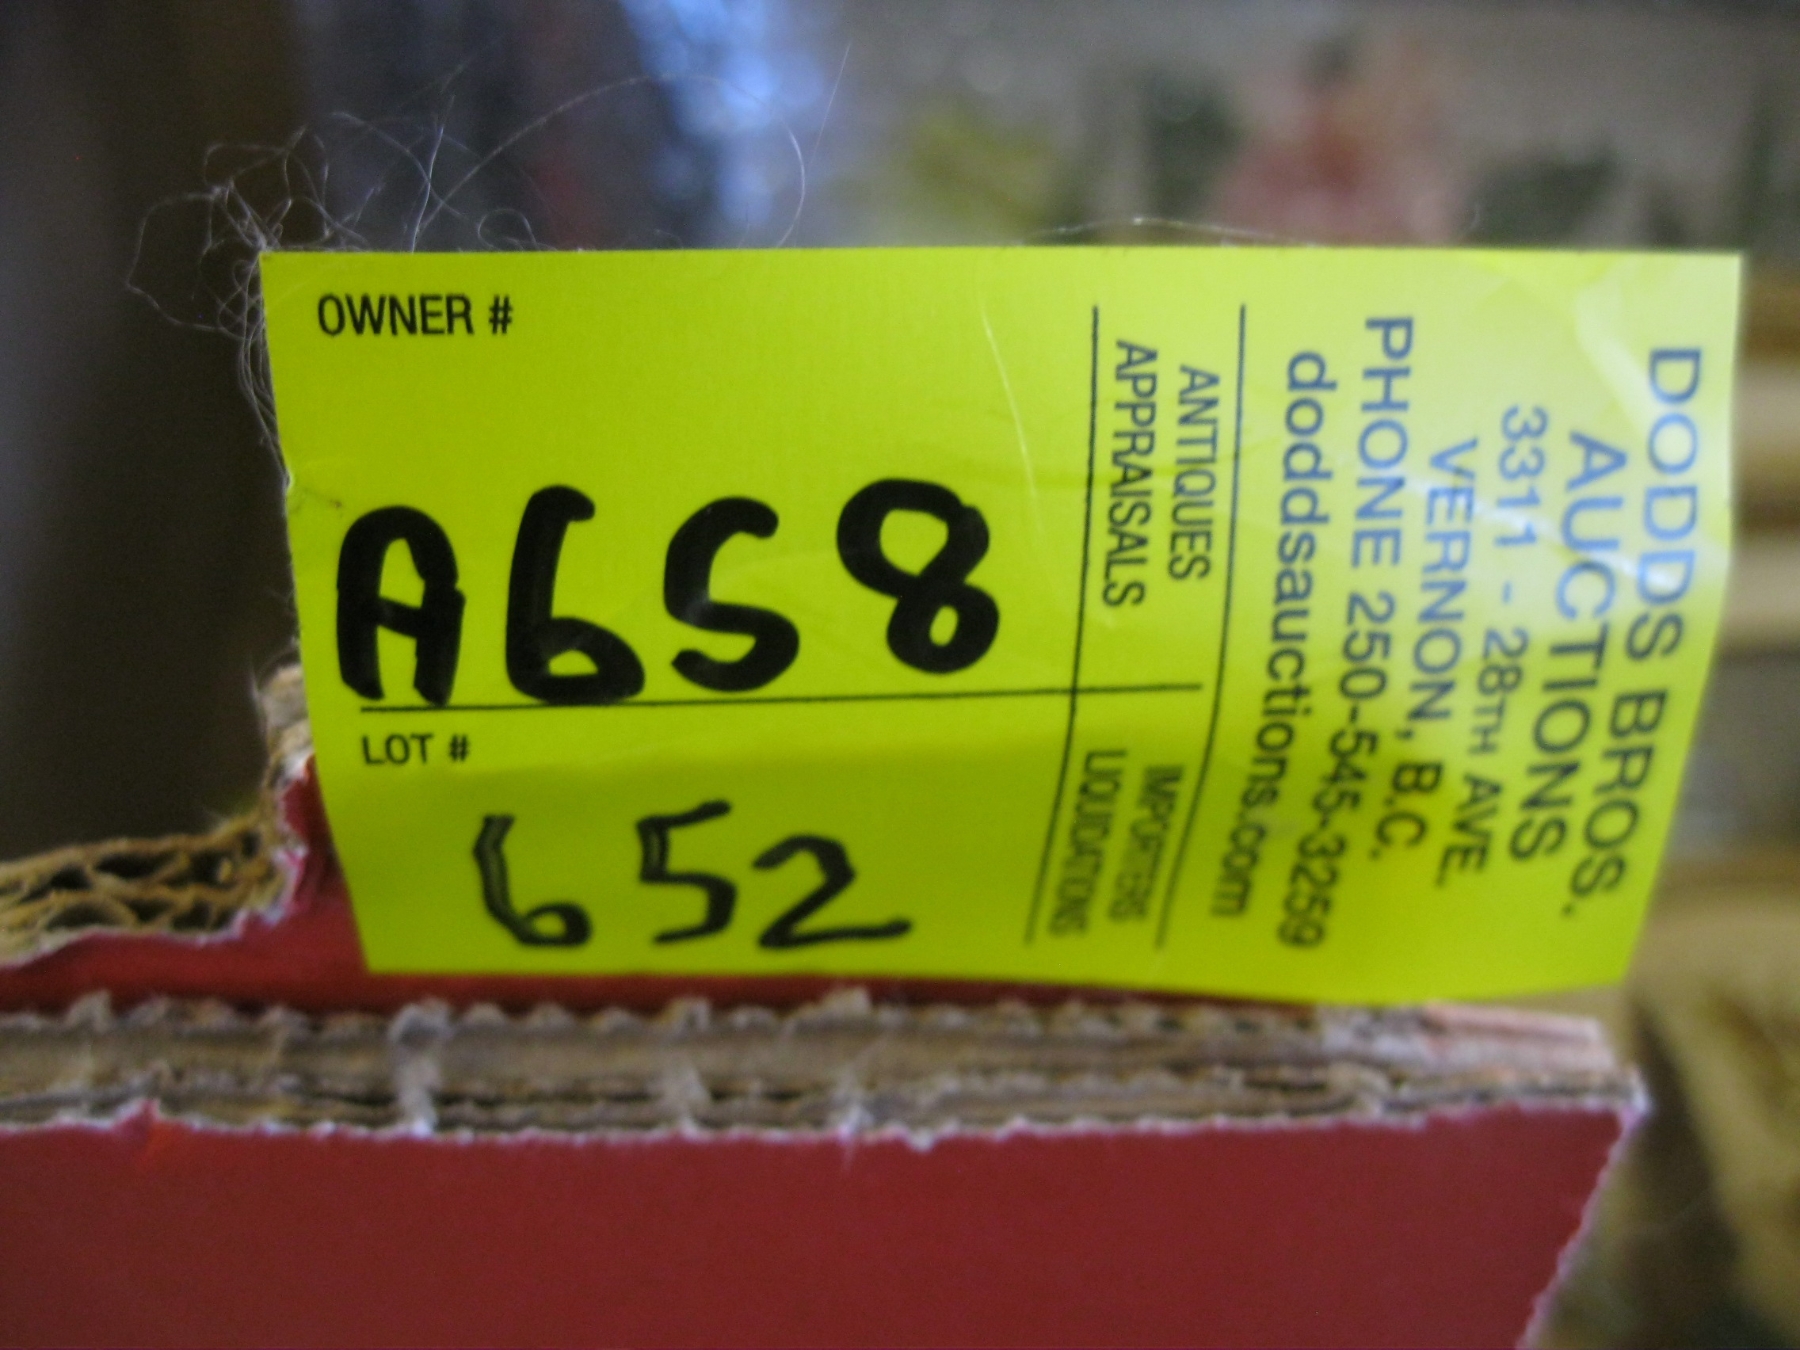 OWNER #
A658
LOT #
652
ANTIQUES
APPRAISALS
IMPORTERS
LIQUIDATIONS
DODDS BROS.
AUCTIONS
3311 - 28TH AVE.
VERNON, B.C.
PHONE 250-545-3259
doddsauctions.com